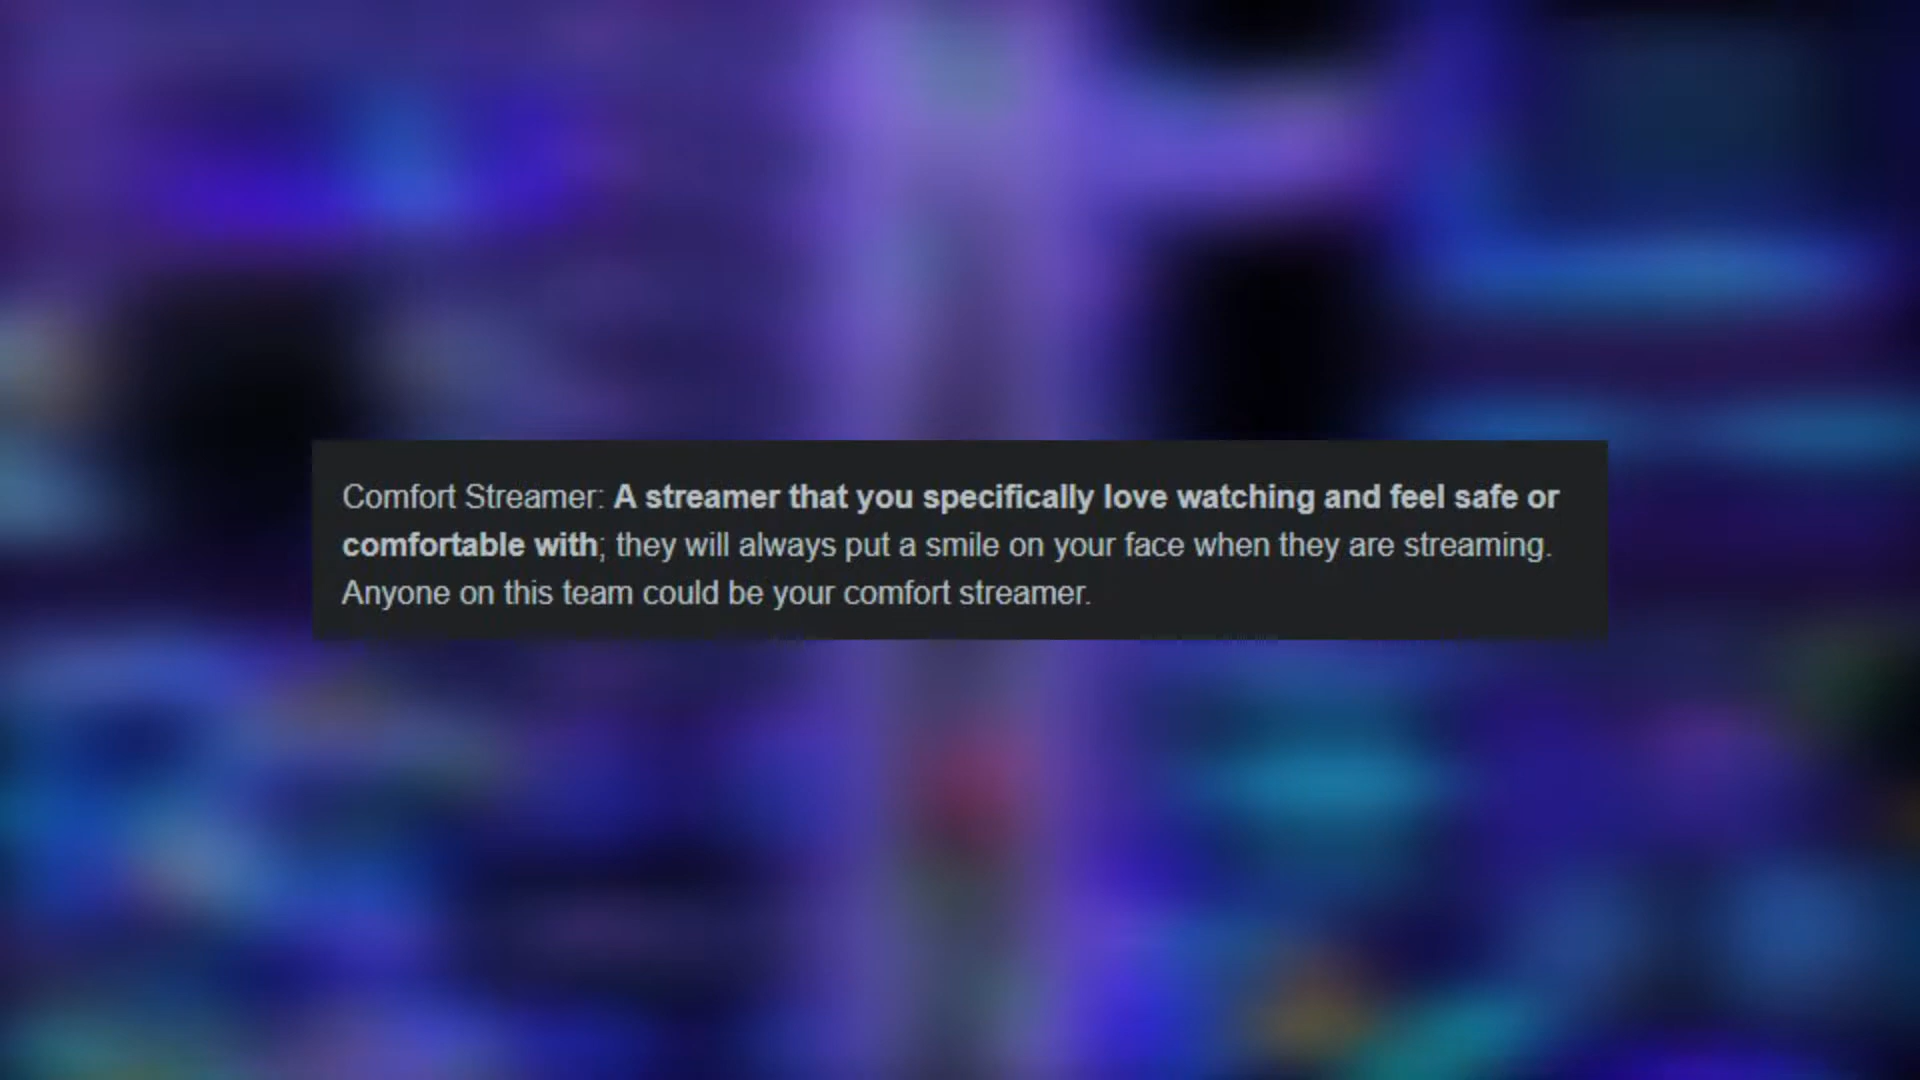 Comfort Streamer: A streamer that you specifically love watching and feel safe or
comfortable with; they will always put a smile on your face when they are streaming.
Anyone on this team could be your comfort streamer.